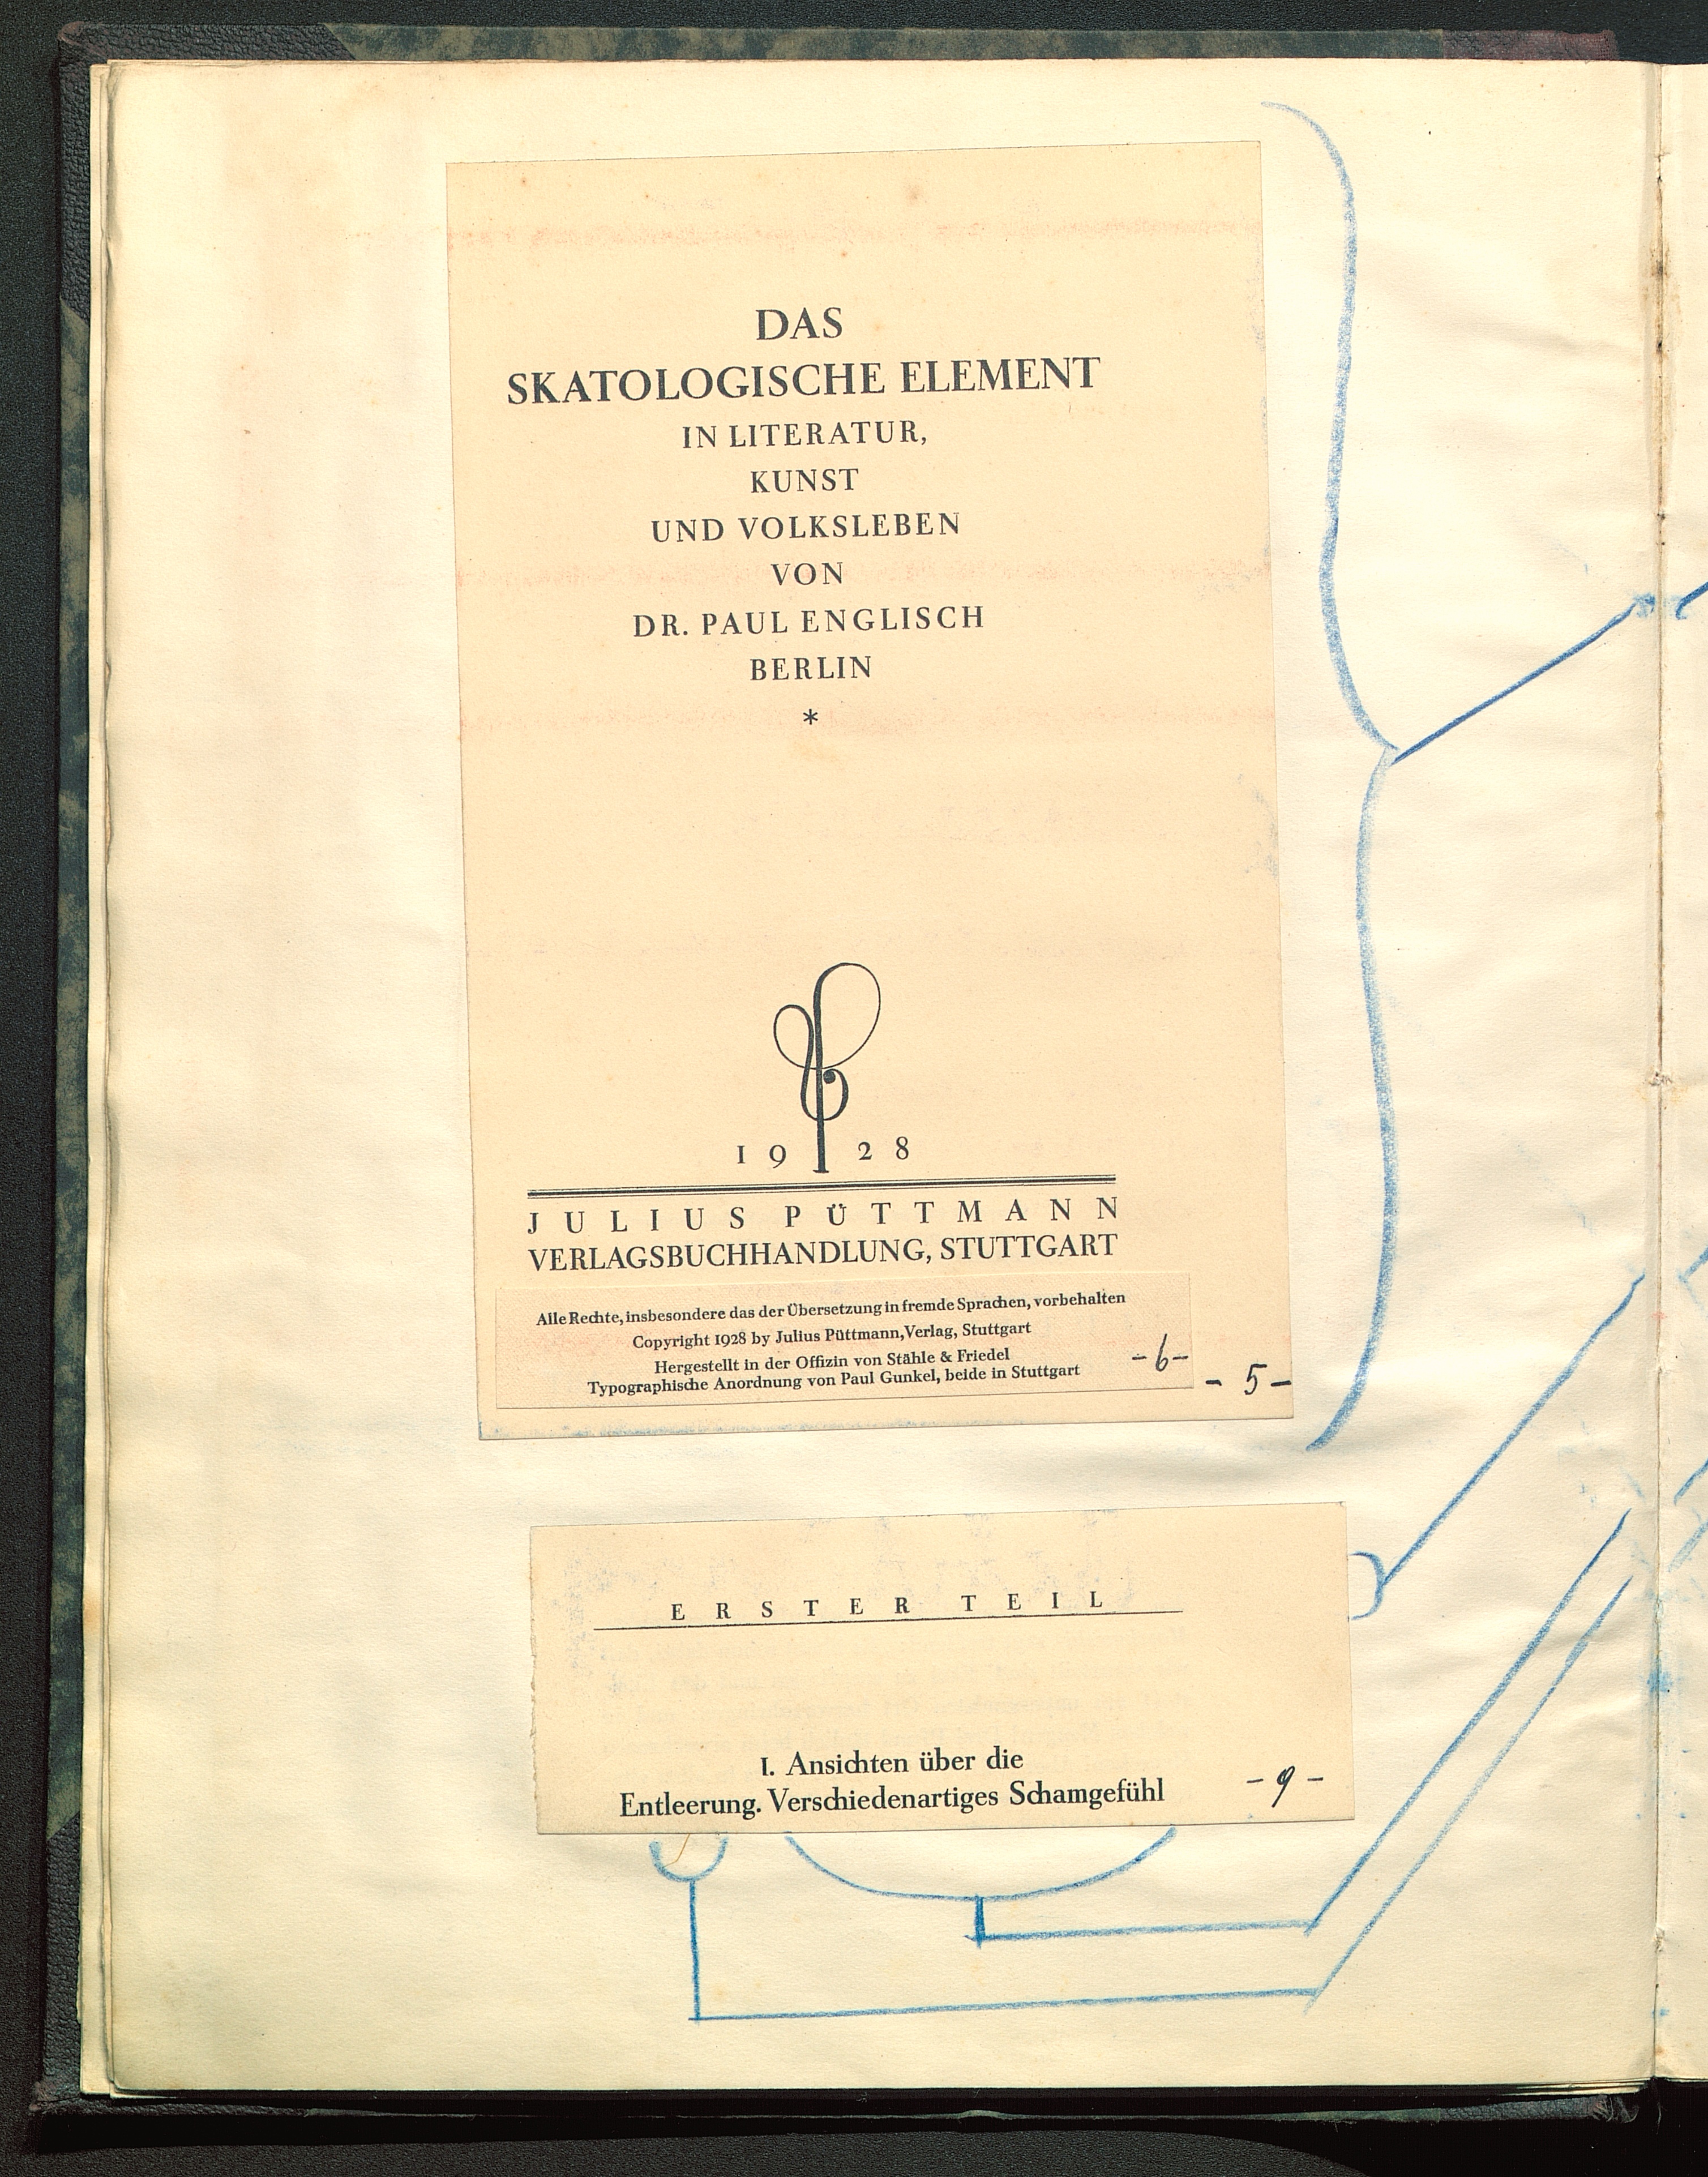 DAS
SKATOLOGISCHE ELEMENT
IN LITERATUR,
KUNST
UND VOLKSLEBEN
VON
DR. PAUL ENGLISCH
BERLIN
*
19 28
JULIUS PÜTTMANN
VERLAGSBUCHHANDLUNG, STUTTGART
Alle Rechte, insbesondere das der Übersetzung in fremde Sprachen, vorbehalten
Copyright 1928 by Julius Püttmann, Verlag, Stuttgart
Hergestellt in der Offizin von Stähle & Friedel
Typographische Anordnung von Paul Gunkel, beide in Stuttgart
-6-
- 5 -
ERSTER TEIL
I. Ansichten über die
Entleerung. Verschiedenartiges Schamgefühl
- 9 -